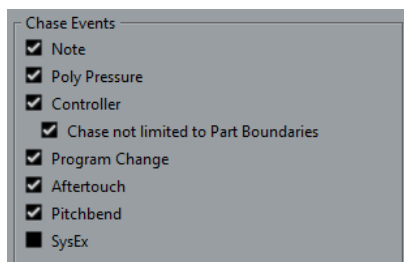 Chase Events
Note
Poly Pressure
Controller
Chase not limited to Part Boundaries
Program Change
Aftertouch
Pitchbend
SysEx